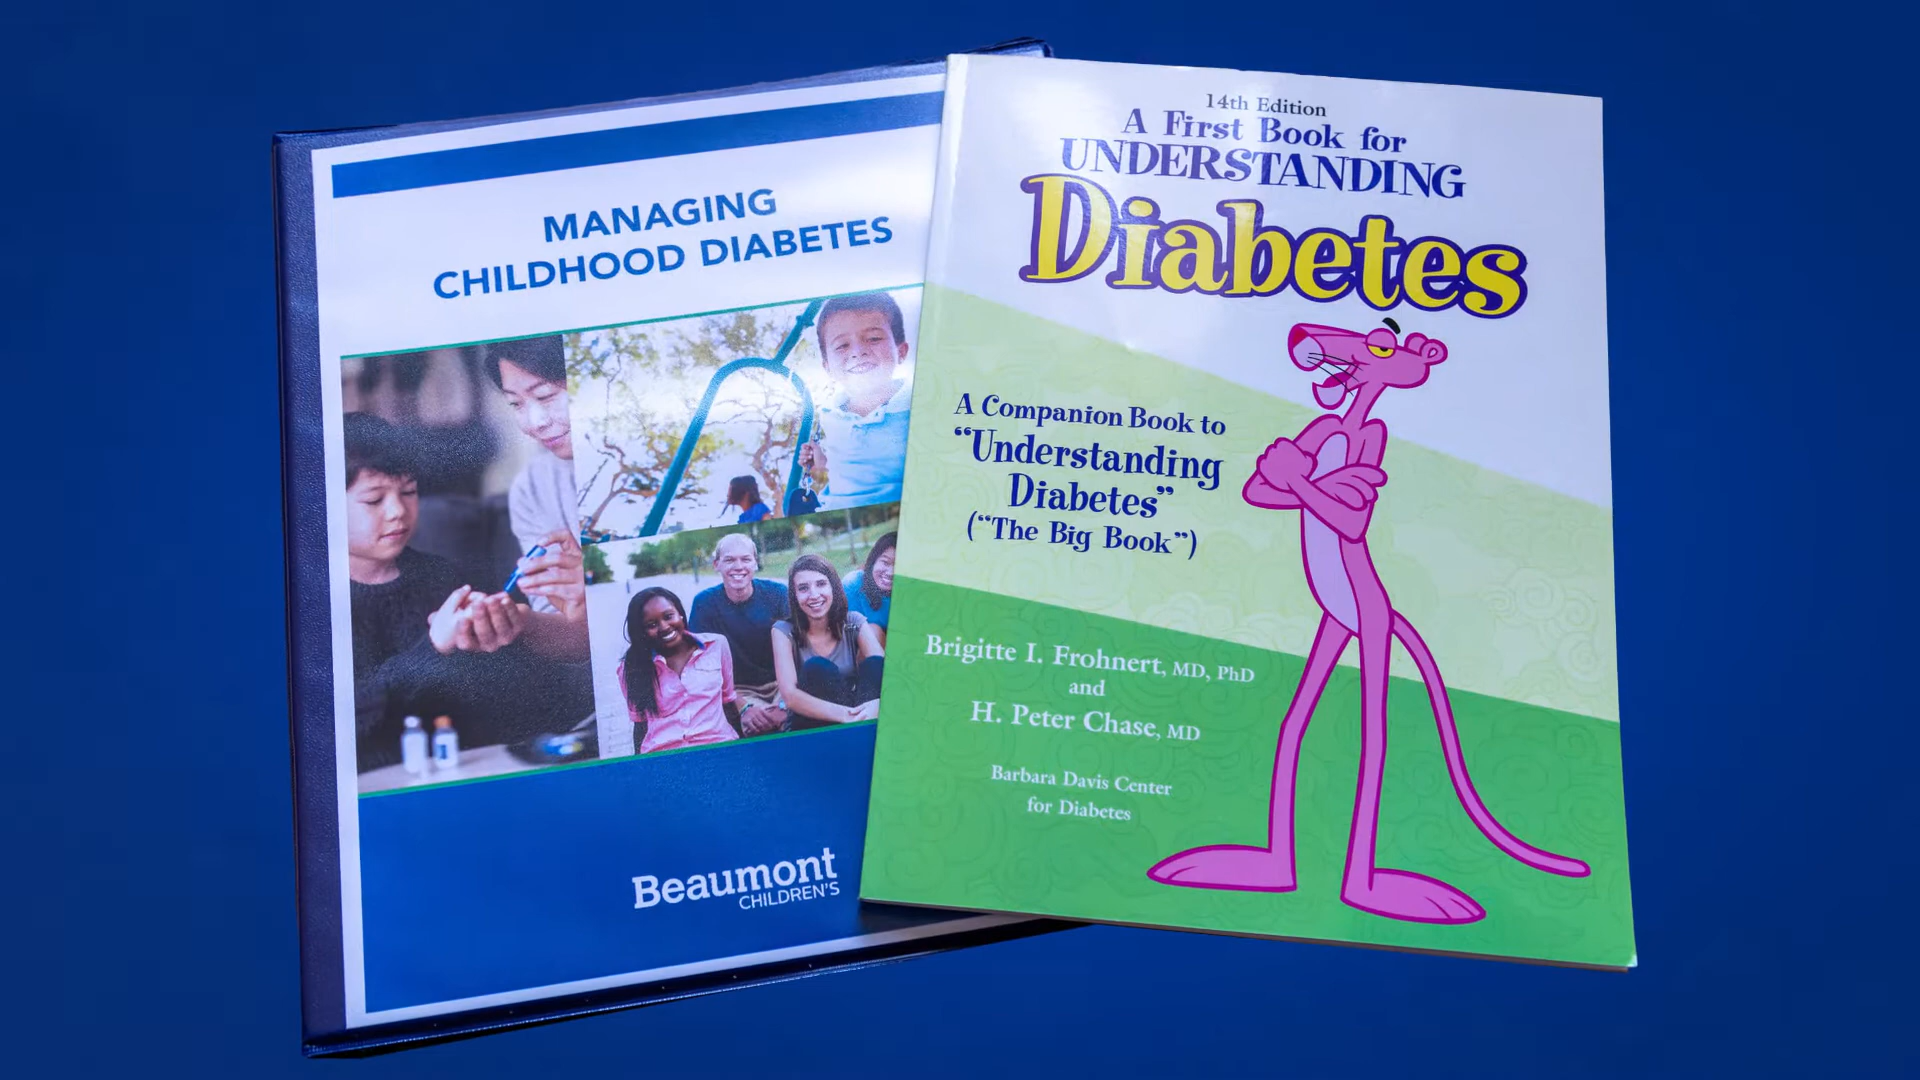 MANAGING
CHILDHOOD DIABETES
Beaumont
CHILDREN'S
14th Edition
A First Book for
UNDERSTANDING
Diabetes
A Companion Book to
“Understanding
Diabetes”
(“The Big Book”)
Brigitte I. Frohnert, MD, PhD
and
H. Peter Chase, MD
Barbara Davis Center
for Diabetes